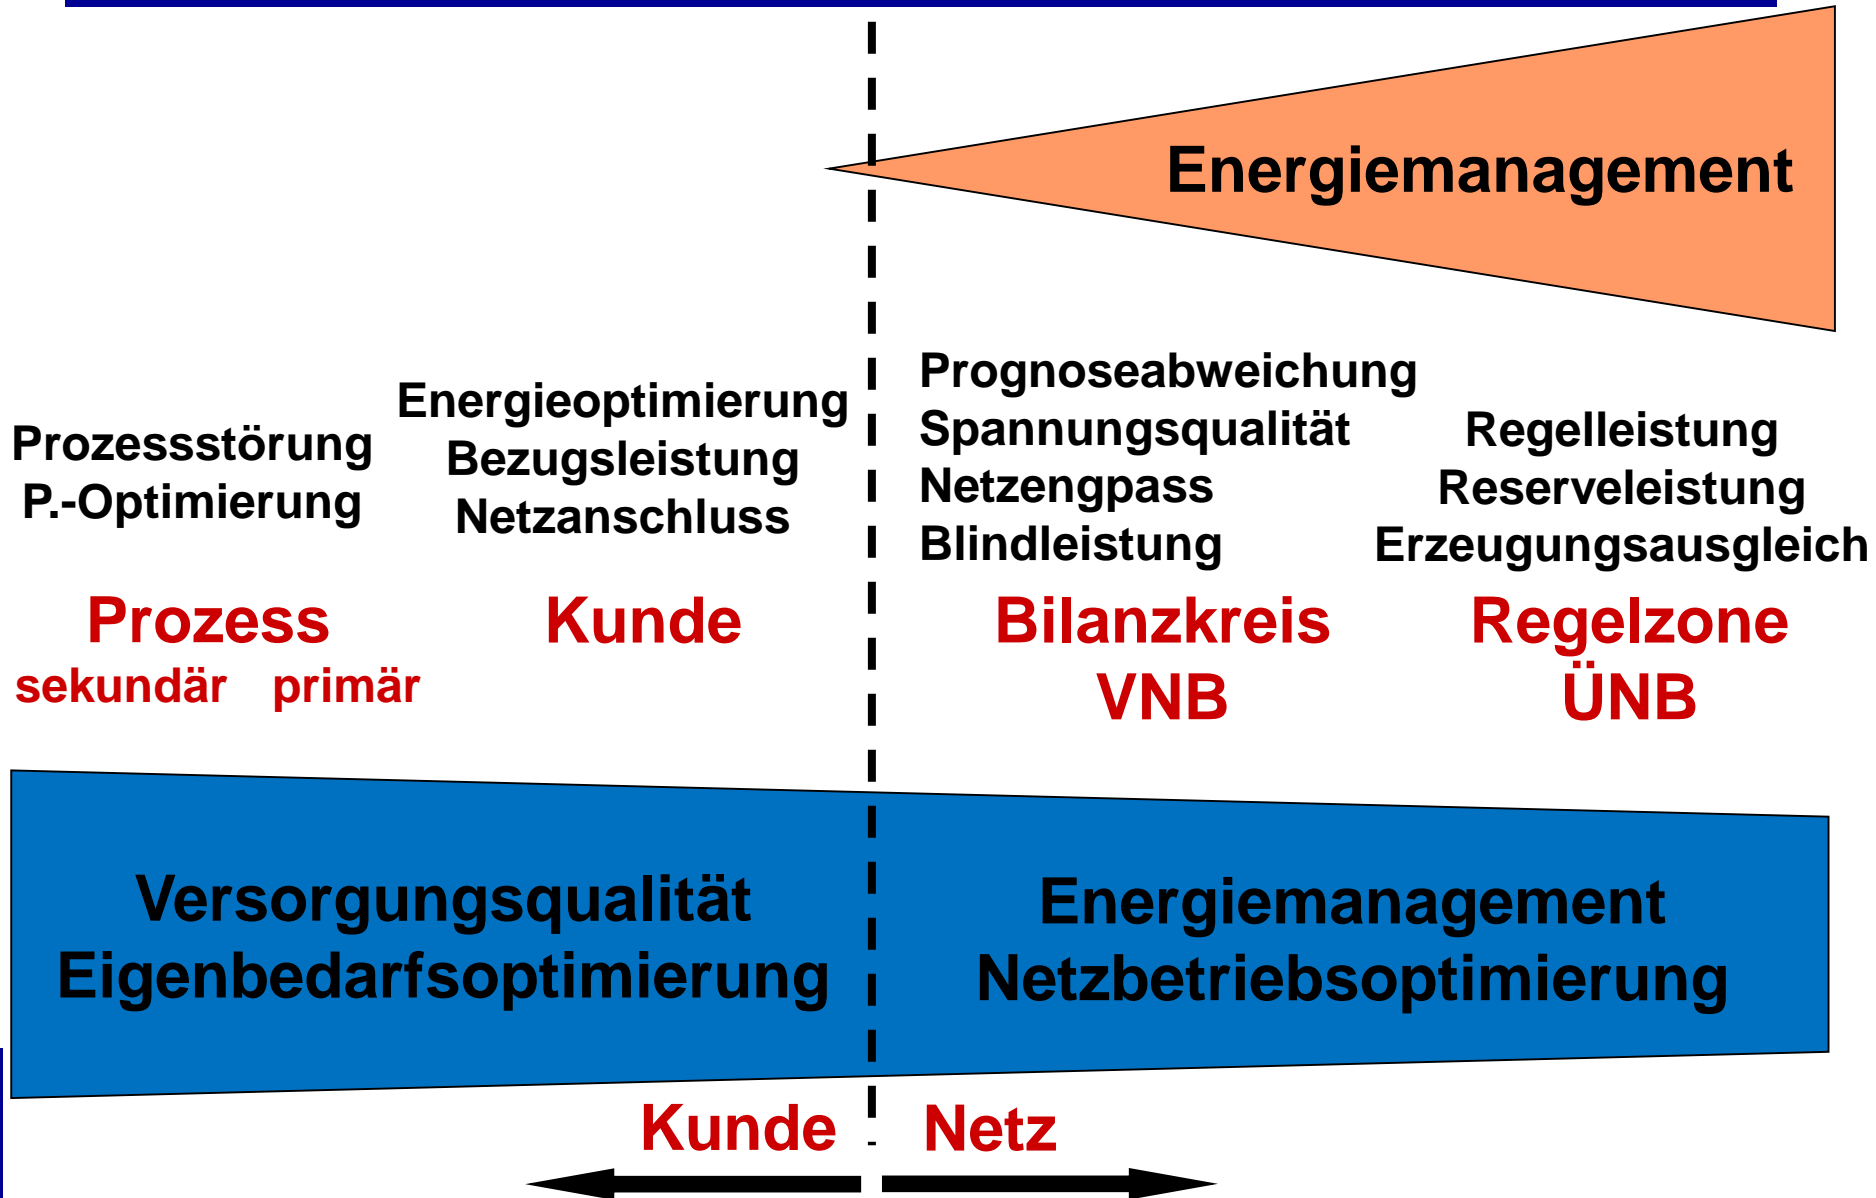 Energiemanagement
Prozessstörung
P.-Optimierung
Energieoptimierung
Bezugsleistung
Netzanschluss
Prognoseabweichung
Spannungsqualität
Netzengpass
Blindleistung
Regelleistung
Reserveleistung
Erzeugungsausgleich
Prozess
sekundär primär
Kunde
Bilanzkreis
VNB
Regelzone
ÜNB
Versorgungsqualität
Eigenbedarfsoptimierung
Energiemanagement
Netzbetriebsoptimierung
Kunde
Netz